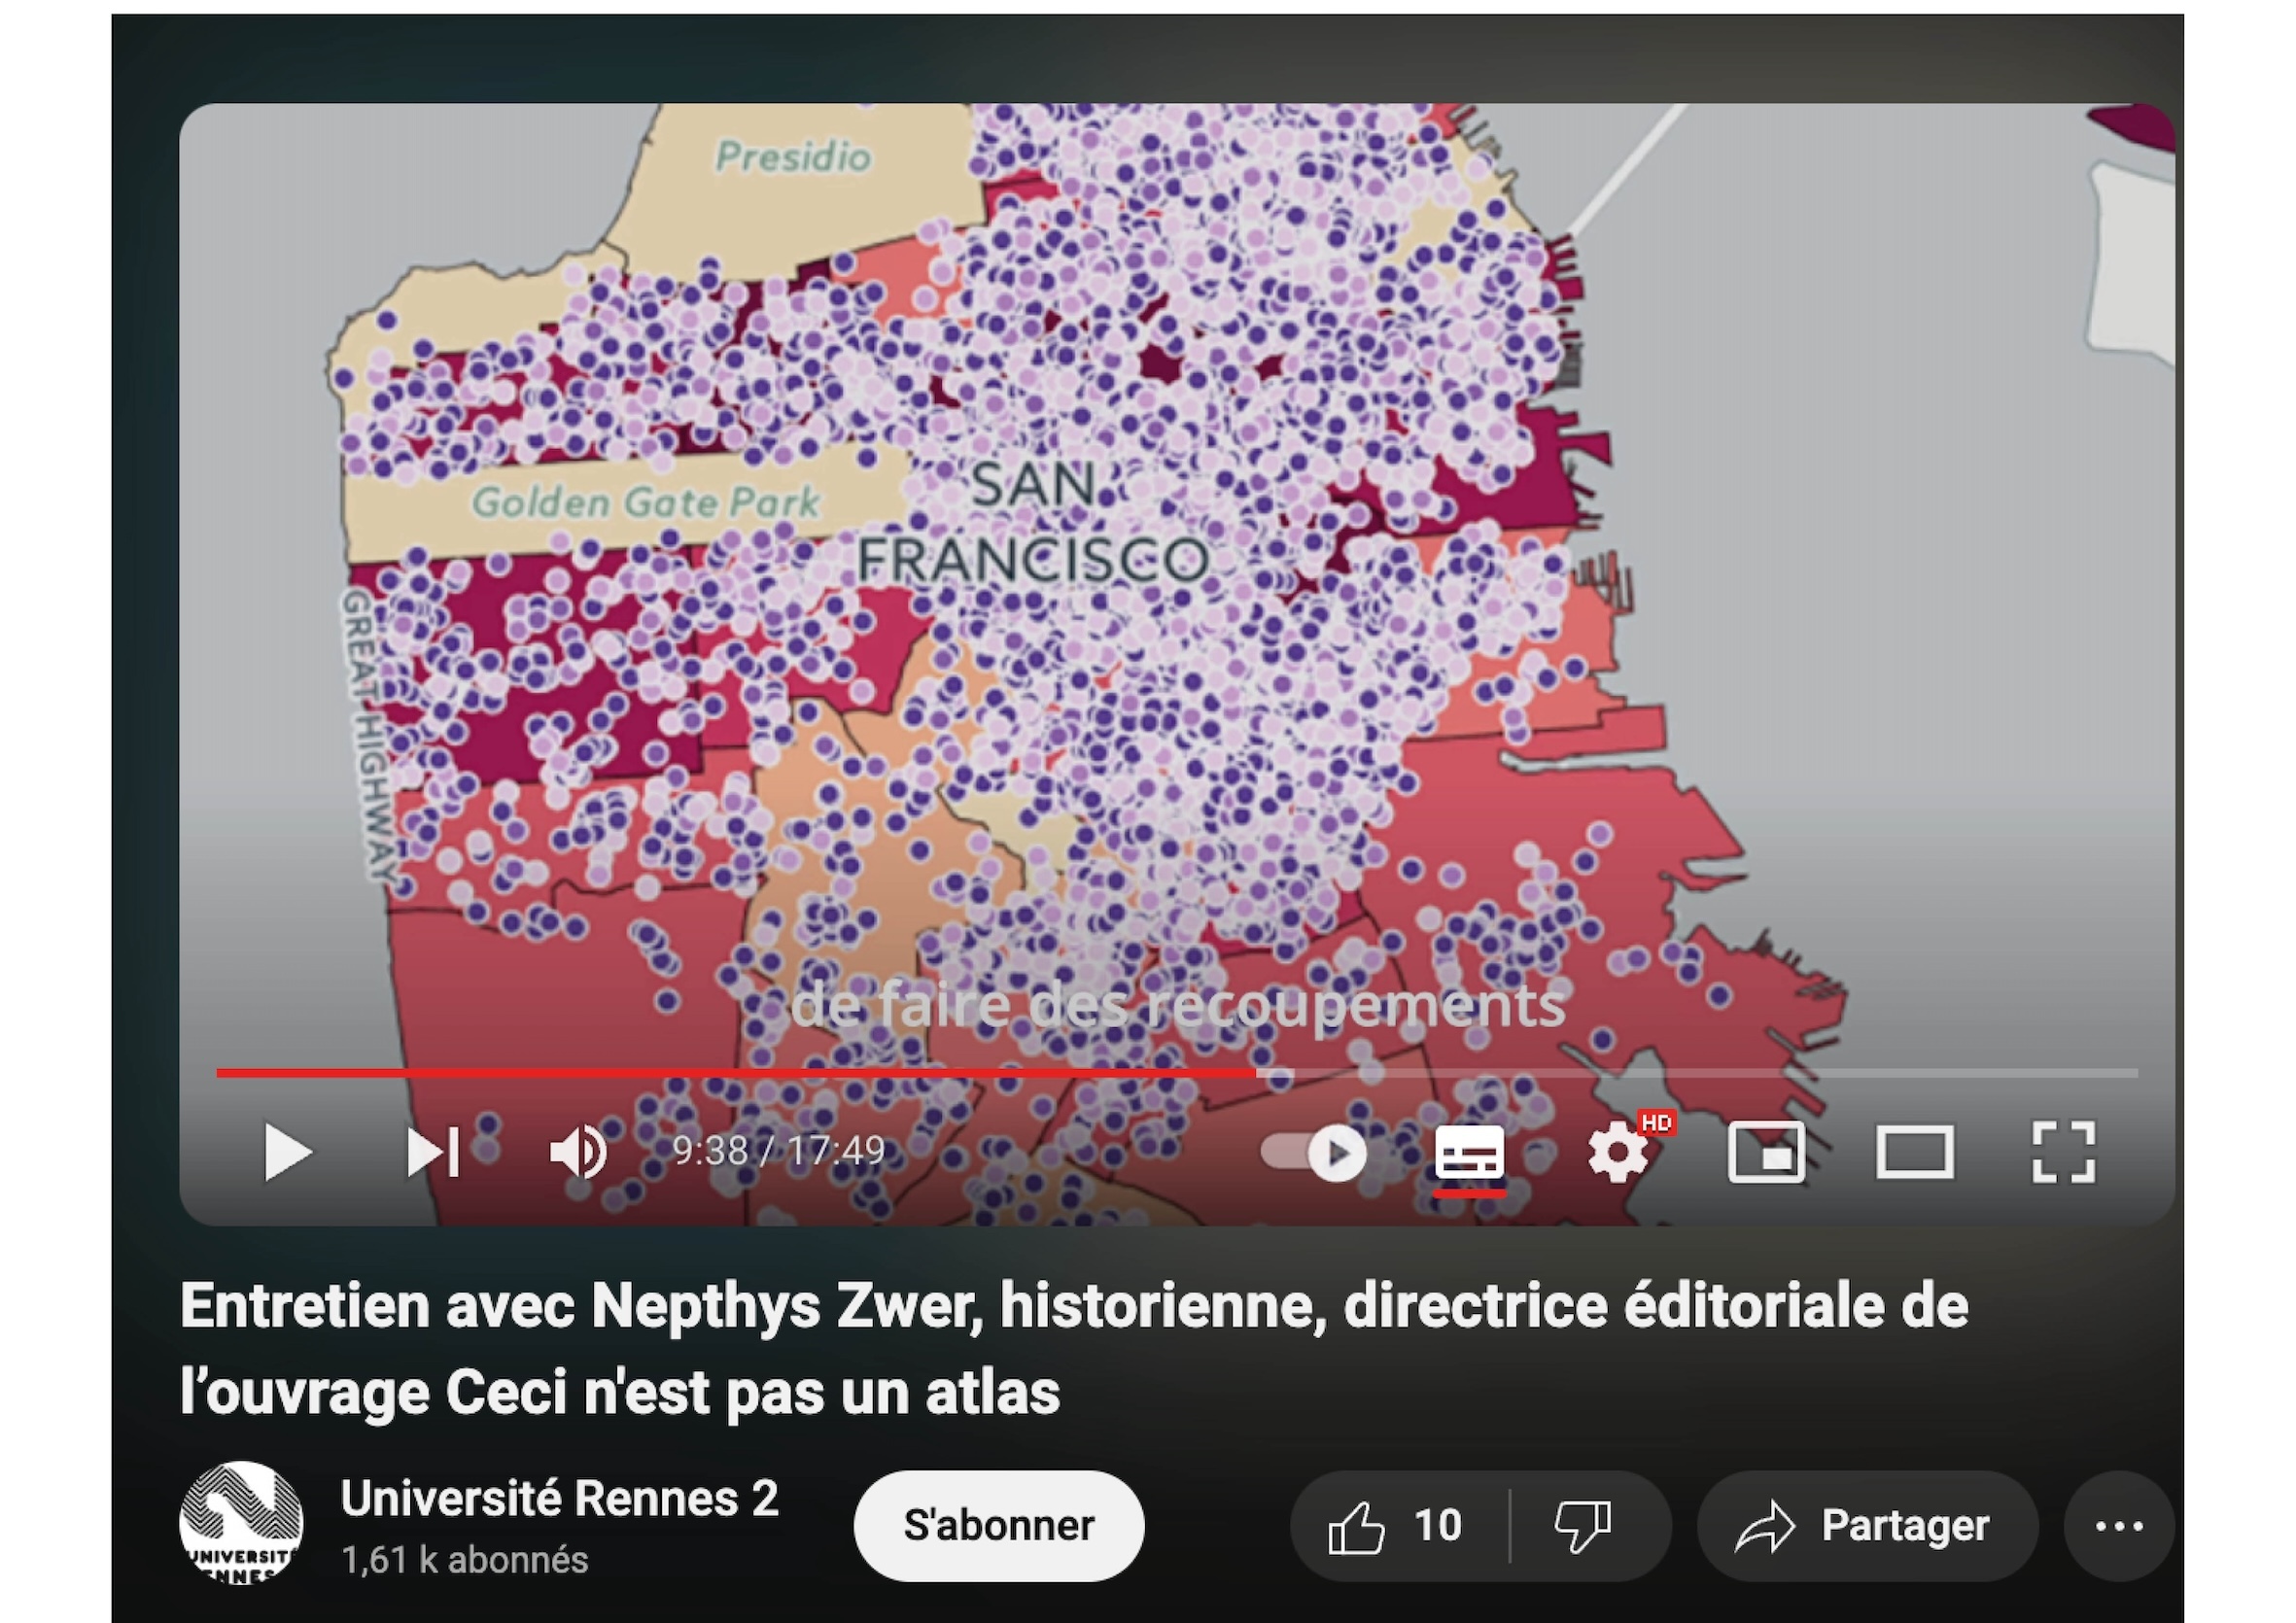 Presidio
Golden Gate Park
SAN
FRANCISCO
GREAT HIGHWAY
de faire des recoupements
9:38 / 17:49
HD
Entretien avec Nepthys Zwer, historienne, directrice éditoriale de
l’ouvrage Ceci n'est pas un atlas
Université Rennes 2
1,61 k abonnés
S'abonner
10
Partager
UNIVERSITÉ
RENNES